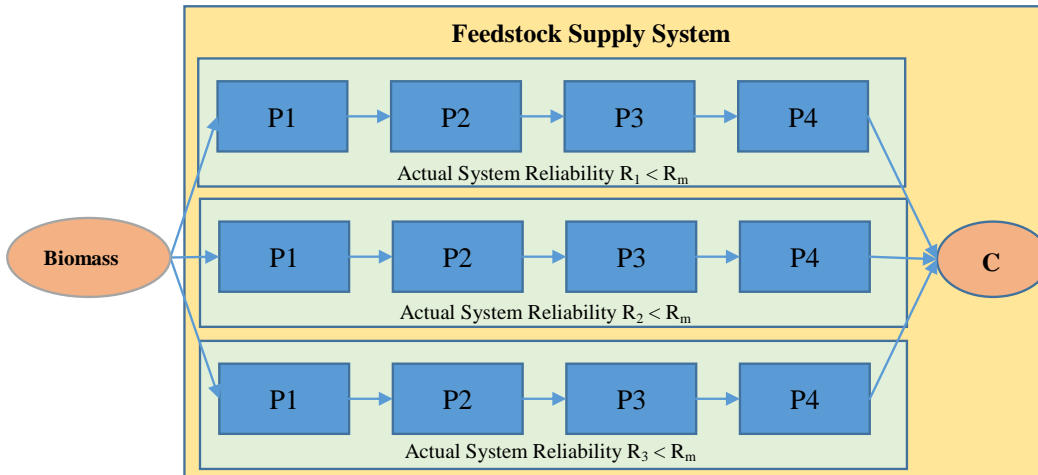 Feedstock Supply System
P1
P2
P3
P4
Actual System Reliability R₁ < Rₘ
Biomass
P1
P2
P3
P4
C
Actual System Reliability R₂ < Rₘ
P1
P2
P3
P4
Actual System Reliability R₃ < Rₘ